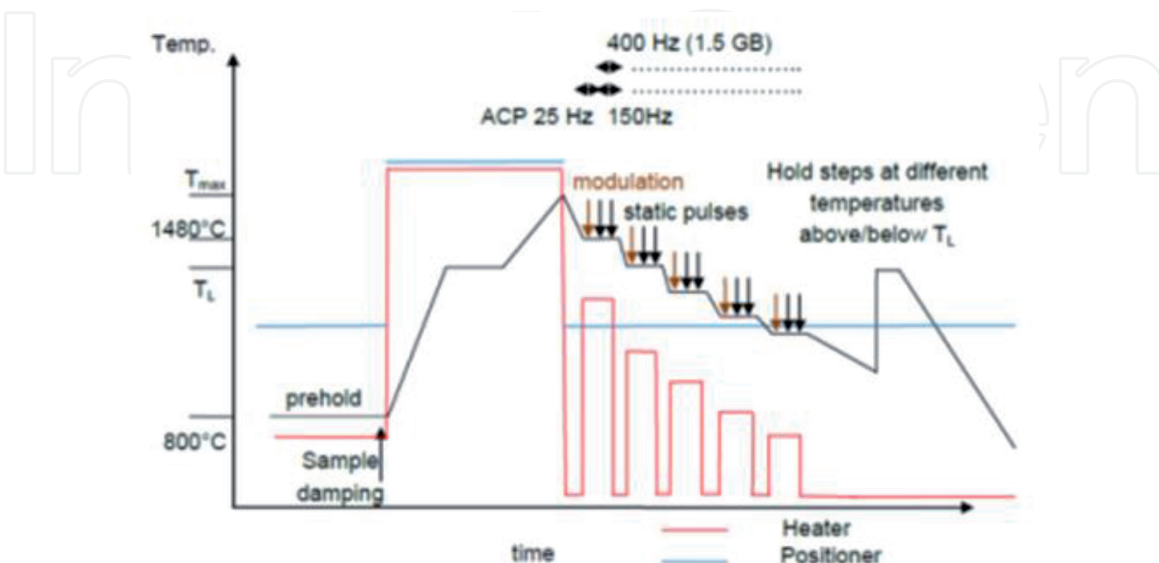 Temp.
400 Hz (1.5 GB)
ACP 25 Hz 150Hz
Tmax
modulation
Hold steps at different
temperatures
above/below TL
static pulses
1480°C
TL
prehold
800°C
Sample
damping
Heater
time
Positioner